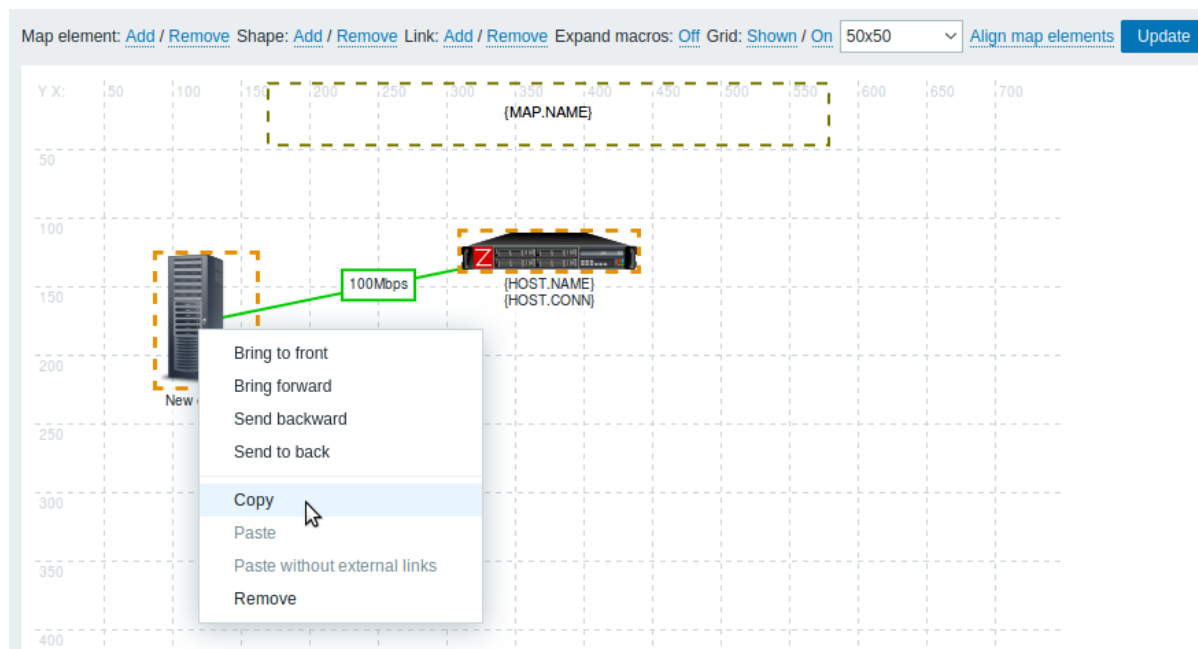 Map element: Add / Remove Shape: Add / Remove Link: Add / Remove Expand macros: Off Grid: Shown / On 50x50 Align map elements Update
Y X: 50 100 150 200 250 300 350 400 450 500 550 600 650 700
{MAP.NAME}
50
100
Z
{HOST.NAME}
100Mbps
{HOST.CONN}
150
Bring to front
200
Bring forward
New
Send backward
250
Send to back
Copy
300
Paste
Paste without external links
350
Remove
400